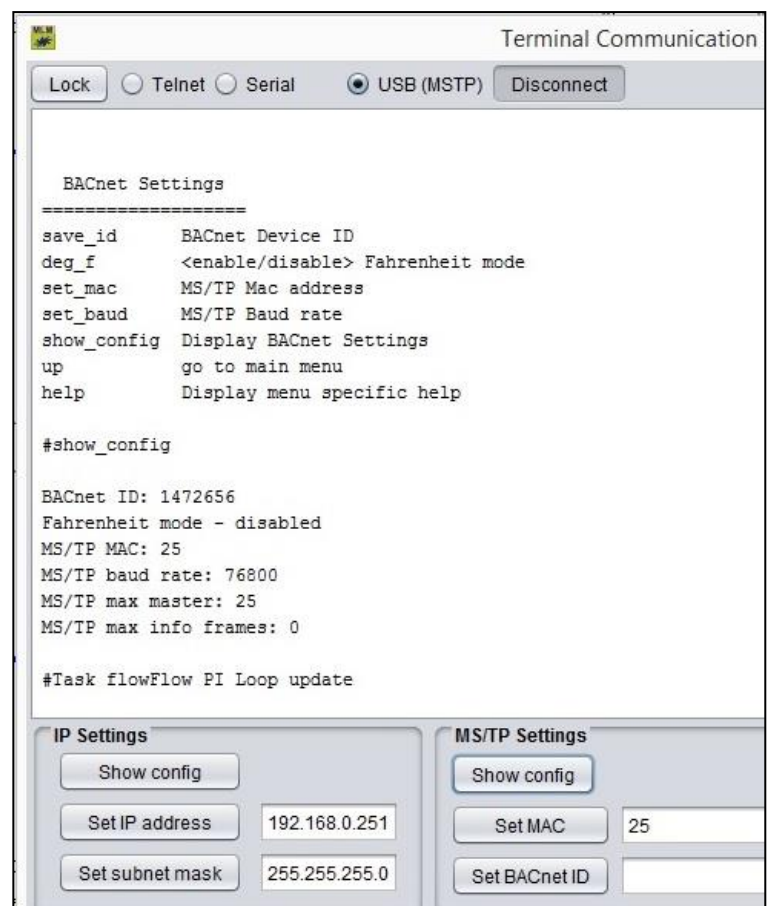 MLM
Terminal Communication
Lock Telnet Serial USB (MSTP) Disconnect
BACnet Settings
===================
save_id BACnet Device ID
deg_f <enable/disable> Fahrenheit mode
set_mac MS/TP Mac address
set_baud MS/TP Baud rate
show_config Display BACnet Settings
up go to main menu
help Display menu specific help
#show_config
BACnet ID: 1472656
Fahrenheit mode - disabled
MS/TP MAC: 25
MS/TP baud rate: 76800
MS/TP max master: 25
MS/TP max info frames: 0
#Task flowFlow PI Loop update
IP Settings
Show config
Set IP address 192.168.0.251
Set subnet mask 255.255.255.0
MS/TP Settings
Show config
Set MAC 25
Set BACnet ID